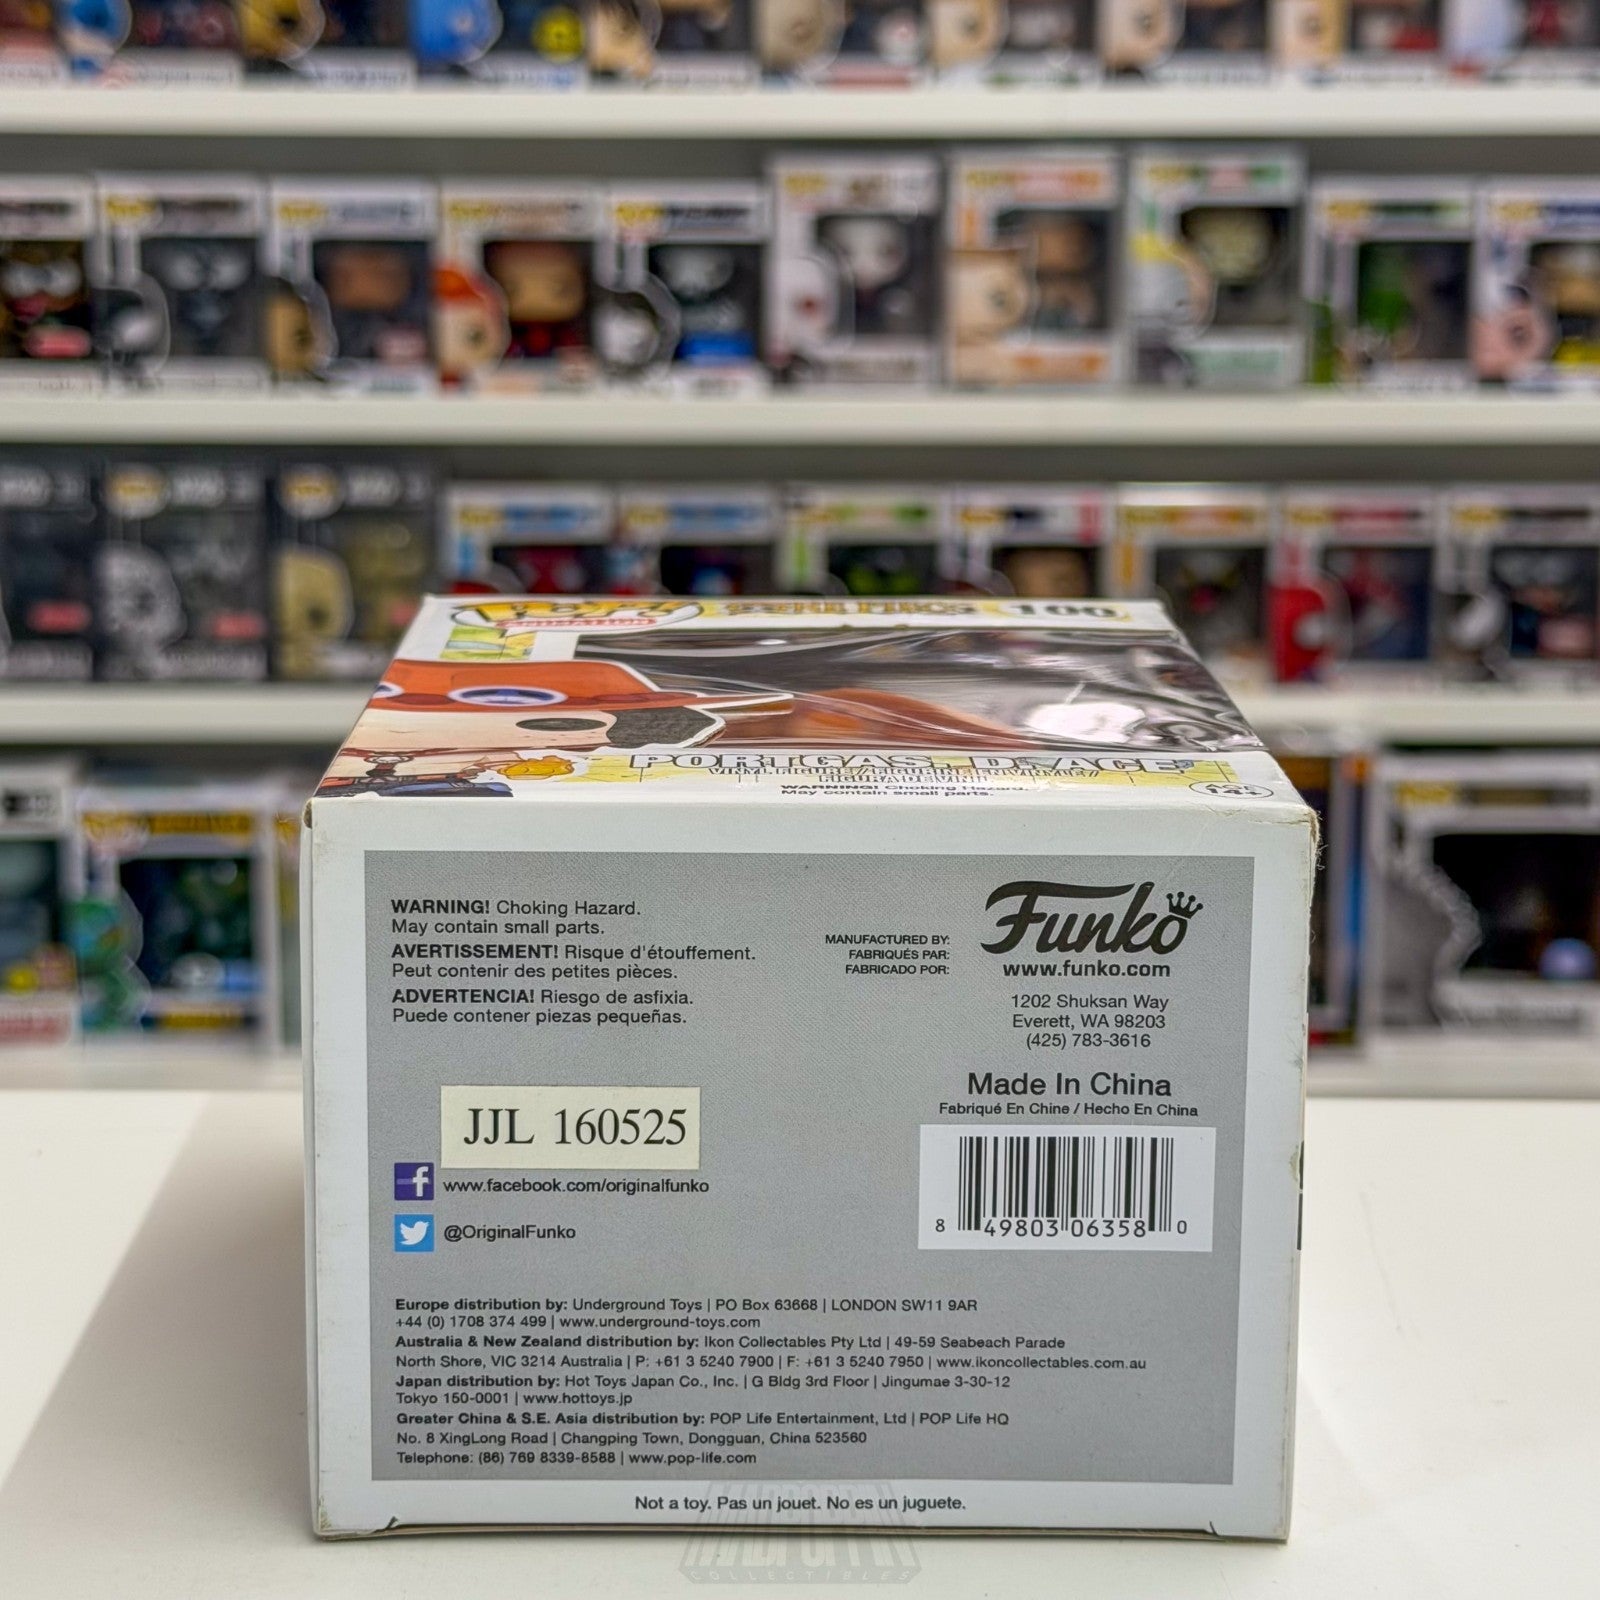 ANIMATION
ONE PIECE
100
PORTGAS. D. ACE
VINYL FIGURE / FIGURINE EN VINYLE /
FIGURA DE VINIL
WARNING! Choking Hazard.
May contain small parts.
WARNING! Choking Hazard.
May contain small parts.
AVERTISSEMENT! Risque d'étouffement.
Peut contenir des petites pièces.
ADVERTENCIA! Riesgo de asfixia.
Puede contener piezas pequeñas.
MANUFACTURED BY:
FABRIQUÉS PAR:
FABRICADO POR:
Funko
www.funko.com
1202 Shuksan Way
Everett, WA 98203
(425) 783-3616
Made In China
Fabriqué En Chine / Hecho En China
JJL 160525
www.facebook.com/originalfunko
@OriginalFunko
8 49803 06358 0
Europe distribution by: Underground Toys | PO Box 63668 | LONDON SW11 9AR
+44 (0) 1708 374 499 | www.underground-toys.com
Australia & New Zealand distribution by: Ikon Collectables Pty Ltd | 49-59 Seabeach Parade
North Shore, VIC 3214 Australia | P: +61 3 5240 7900 | F: +61 3 5240 7950 | www.ikoncollectables.com.au
Japan distribution by: Hot Toys Japan Co., Inc. | G Bldg 3rd Floor | Jingumae 3-30-12
Tokyo 150-0001 | www.hottoys.jp
Greater China & S.E. Asia distribution by: POP Life Entertainment, Ltd | POP Life HQ
No. 8 XingLong Road | Changping Town, Dongguan, China 523560
Telephone: (86) 769 8339-8588 | www.pop-life.com
Not a toy. Pas un jouet. No es un juguete.
COLLECTIBLES